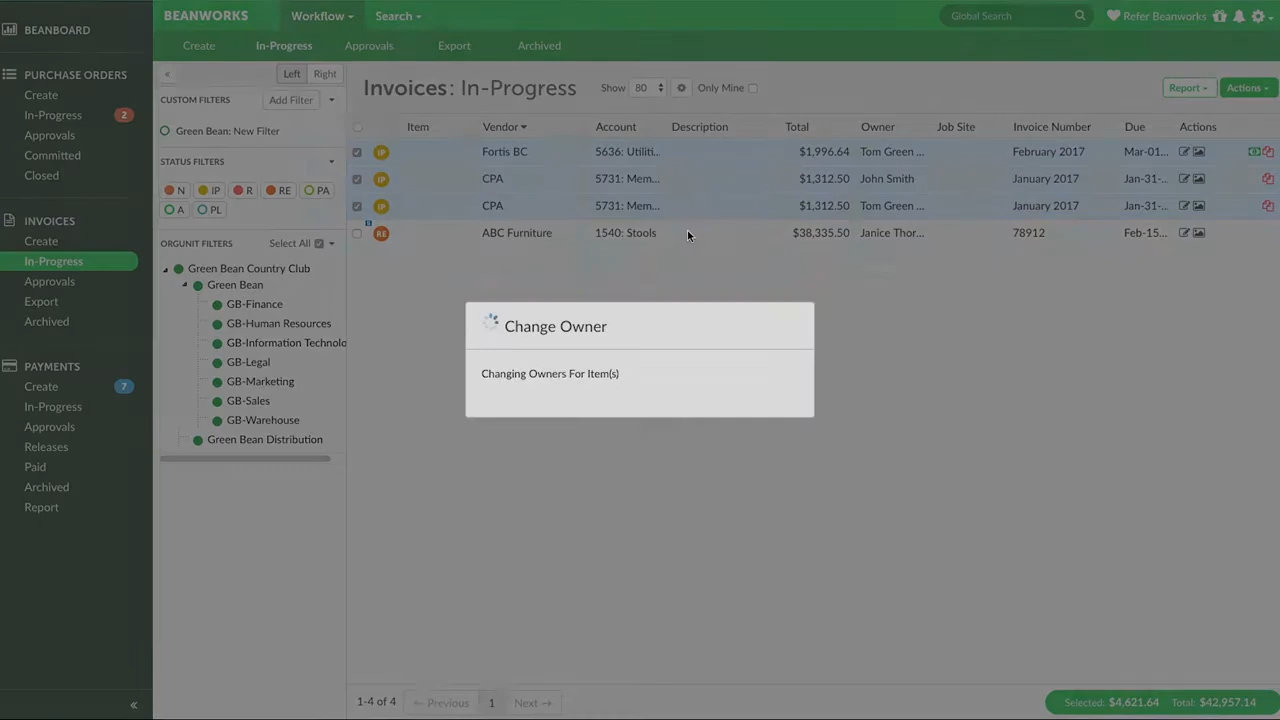 BEANBOARD
PURCHASE ORDERS
Create
In-Progress 2
Approvals
Committed
Closed
INVOICES
Create
In-Progress
Approvals
Export
Archived
PAYMENTS
Create 7
In-Progress
Approvals
Releases
Paid
Archived
Report
«
BEANWORKS Workflow Search Global Search Refer Beanworks
Create In-Progress Approvals Export Archived
« Left Right
CUSTOM FILTERS Add Filter
Green Bean: New Filter
STATUS FILTERS
N IP R RE PA
A PL
ORGUNIT FILTERS Select All
Green Bean Country Club
Green Bean
GB-Finance
GB-Human Resources
GB-Information Technolo
GB-Legal
GB-Marketing
GB-Sales
GB-Warehouse
Green Bean Distribution
Invoices: In-Progress Show 80 Only Mine Report Actions
Item Vendor Account Description Total Owner Job Site Invoice Number Due Actions
IP Fortis BC 5636: Utiliti... $1,996.64 Tom Green ... February 2017 Mar-01...
IP CPA 5731: Mem... $1,312.50 John Smith January 2017 Jan-31-...
IP CPA 5731: Mem... $1,312.50 Tom Green ... January 2017 Jan-31-...
RE ABC Furniture 1540: Stools $38,335.50 Janice Thor... 78912 Feb-15...
Change Owner
Changing Owners For Item(s)
1-4 of 4 ← Previous 1 Next → Selected: $4,621.64 Total: $42,957.14